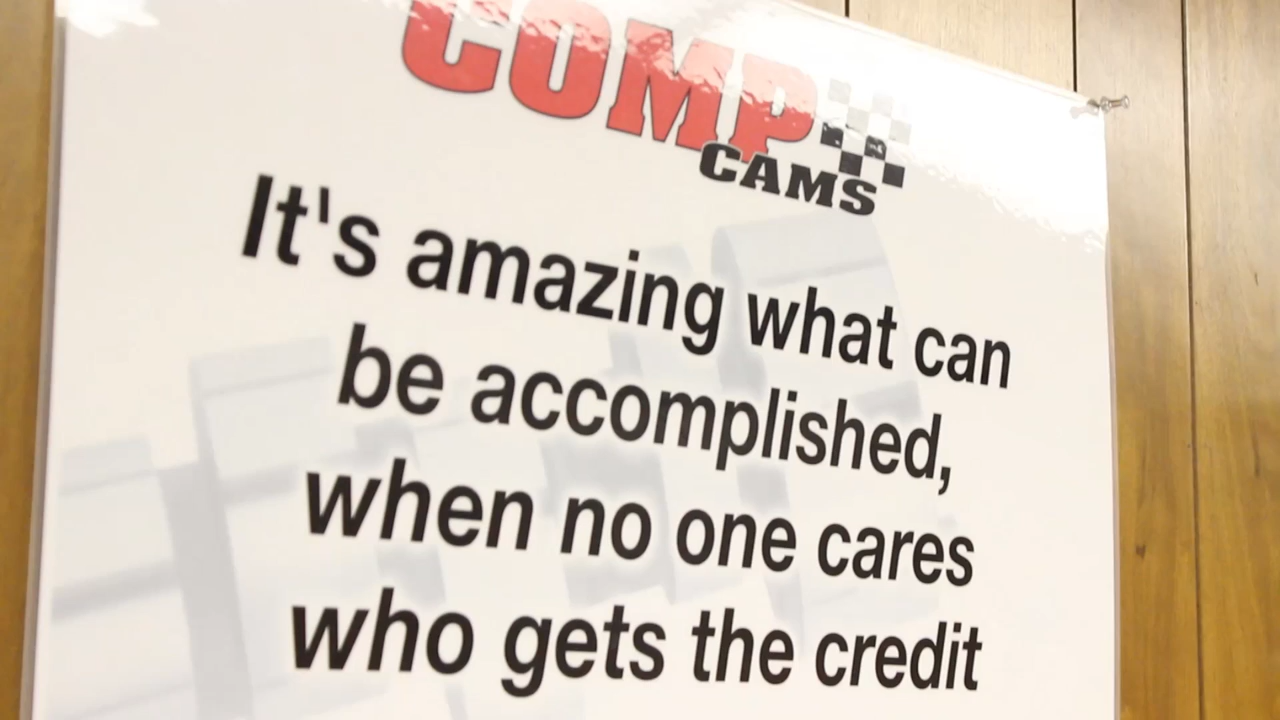 COMP
CAMS
It's amazing what can
be accomplished,
when no one cares
who gets the credit